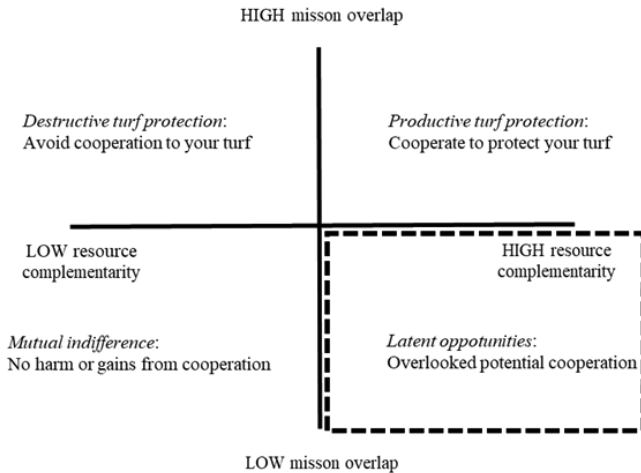 HIGH misson overlap
Destructive turf protection:
Avoid cooperation to your turf
Productive turf protection:
Cooperate to protect your turf
LOW resource
complementarity
HIGH resource
complementarity
Mutual indifference:
No harm or gains from cooperation
Latent oppotunities:
Overlooked potential cooperation
LOW misson overlap